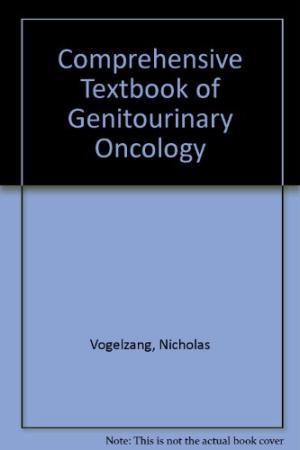 Comprehensive
Textbook of
Genitourinary
Oncology
Vogelzang, Nicholas
Note: This is not the actual book cover